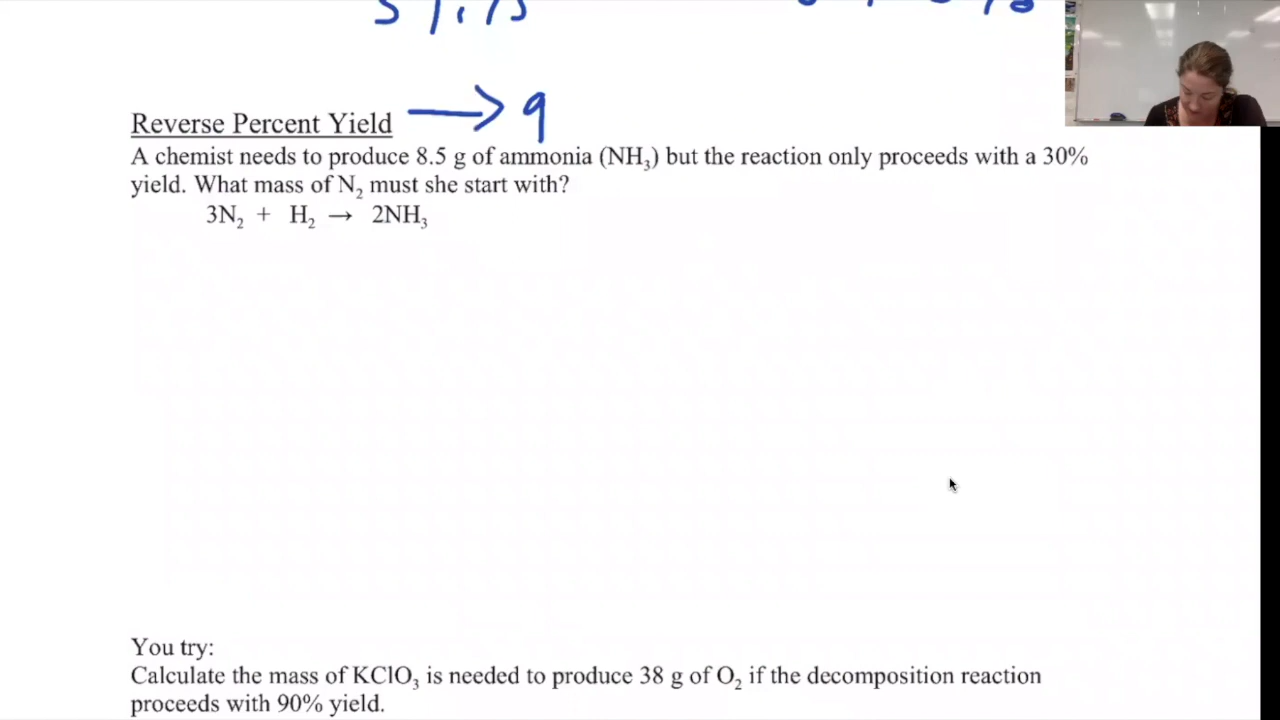 Reverse Percent Yield → g
A chemist needs to produce 8.5 g of ammonia (NH₃) but the reaction only proceeds with a 30%
yield. What mass of N₂ must she start with?
3N₂ + H₂ → 2NH₃
You try:
Calculate the mass of KClO₃ is needed to produce 38 g of O₂ if the decomposition reaction
proceeds with 90% yield.